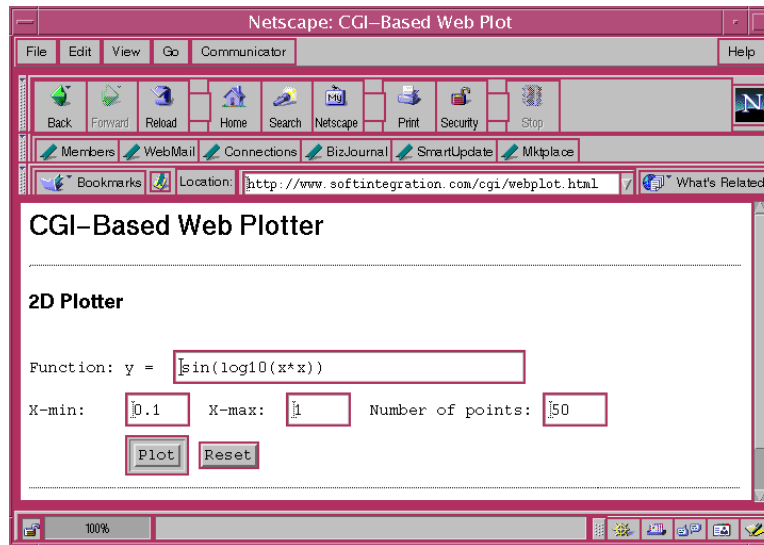 Netscape: CGI-Based Web Plot
File Edit View Go Communicator Help
Back Forward Reload Home Search Netscape Print Security Stop
My N
Members WebMail Connections BizJournal SmartUpdate Mktplace
Bookmarks Location: http://www.softintegration.com/cgi/webplot.html What's Related
CGI-Based Web Plotter
2D Plotter
Function: y = sin(log10(x*x))
X-min: 0.1 X-max: 1 Number of points: 50
Plot Reset
100%